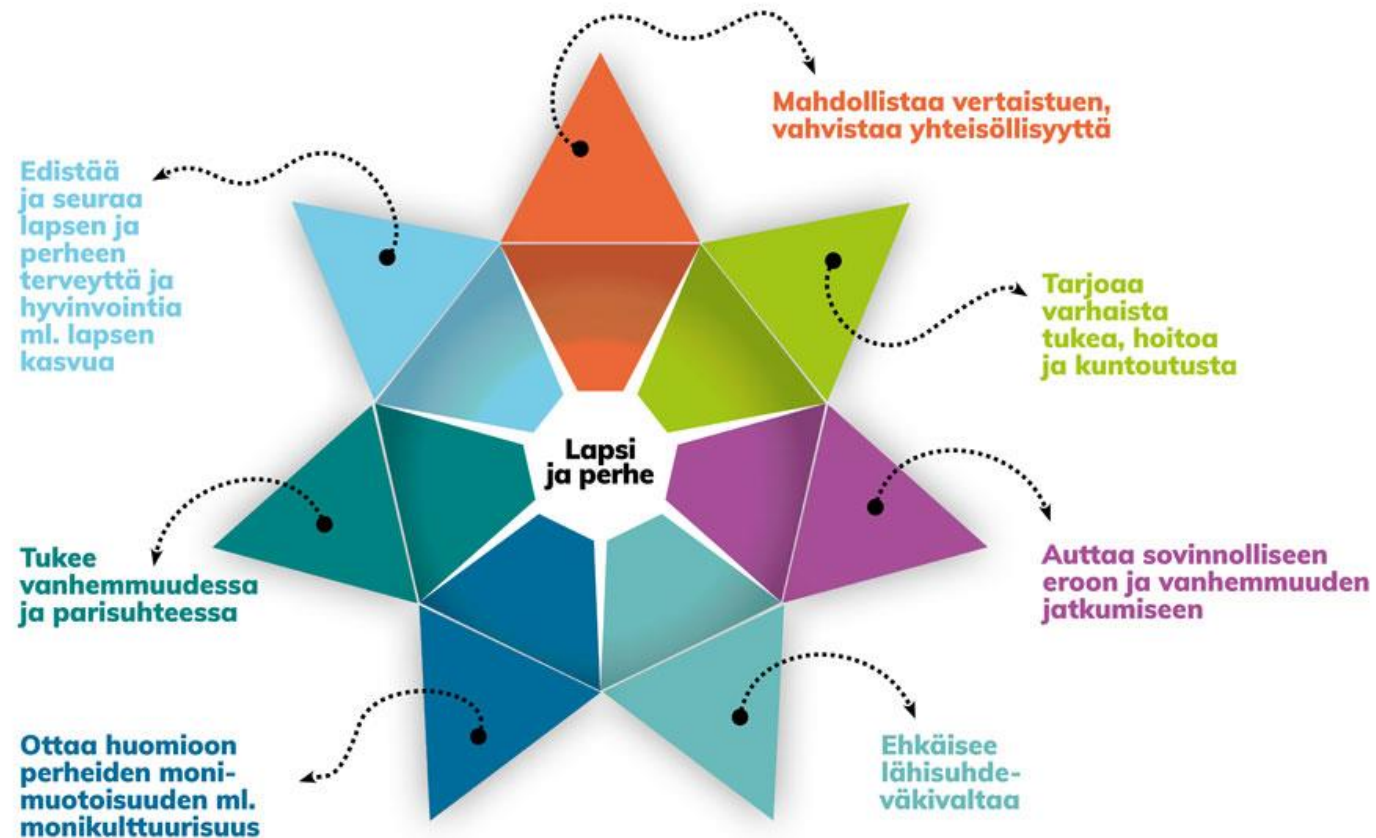 Mahdollistaa vertaistuen,
vahvistaa yhteisöllisyyttä
Edistää
ja seuraa
lapsen ja
perheen
terveyttä ja
hyvinvointia
ml. lapsen
kasvua
Tarjoaa
varhaista
tukea, hoitoa
ja kuntoutusta
Lapsi
ja perhe
Tukee
vanhemmuudessa
ja parisuhteessa
Auttaa sovinnolliseen
eroon ja vanhemmuuden
jatkumiseen
Ottaa huomioon
perheiden moni-
muotoisuuden ml.
monikulttuurisuus
Ehkäisee
lähisuhde-
väkivaltaa